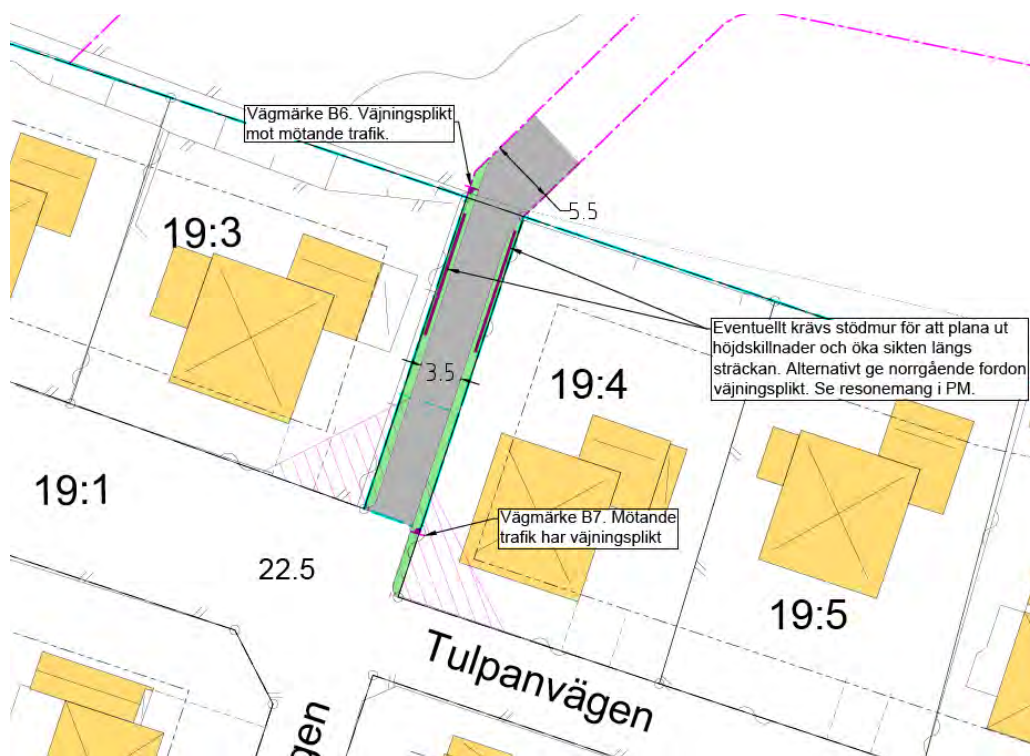 Vägmärke B6. Väjningsplikt
mot mötande trafik.
5.5
19:3
Eventuellt krävs stödmur för att plana ut
höjdskillnader och öka sikten längs
sträckan. Alternativt ge norrgående fordon
väjningsplikt. Se resonemang i PM.
3.5
19:4
19:1
Vägmärke B7. Mötande
trafik har väjningsplikt
22.5
19:5
Tulpanvägen
gen